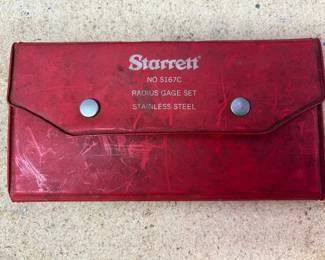 Starrett
NO S167C
RADIUS GAGE SET
STAINLESS STEEL